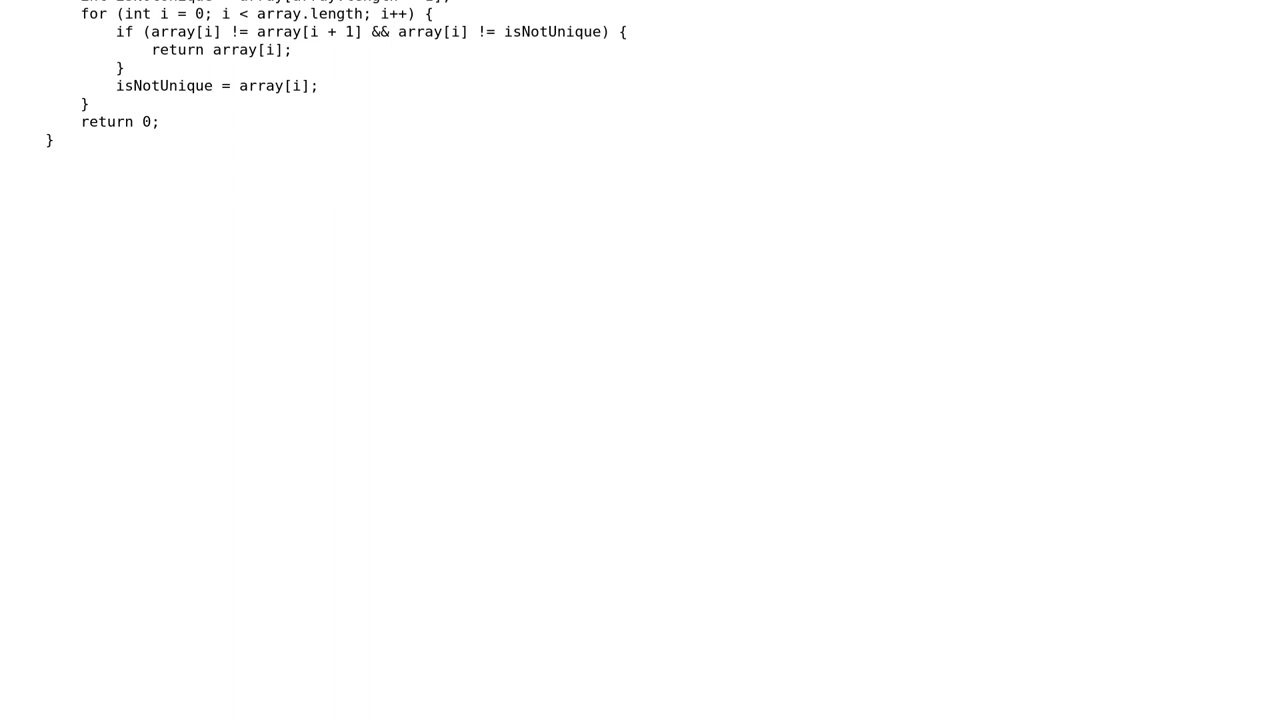 for (int i = 0; i < array.length; i++) {
if (array[i] != array[i + 1] && array[i] != isNotUnique) {
return array[i];
}
isNotUnique = array[i];
}
return 0;
}